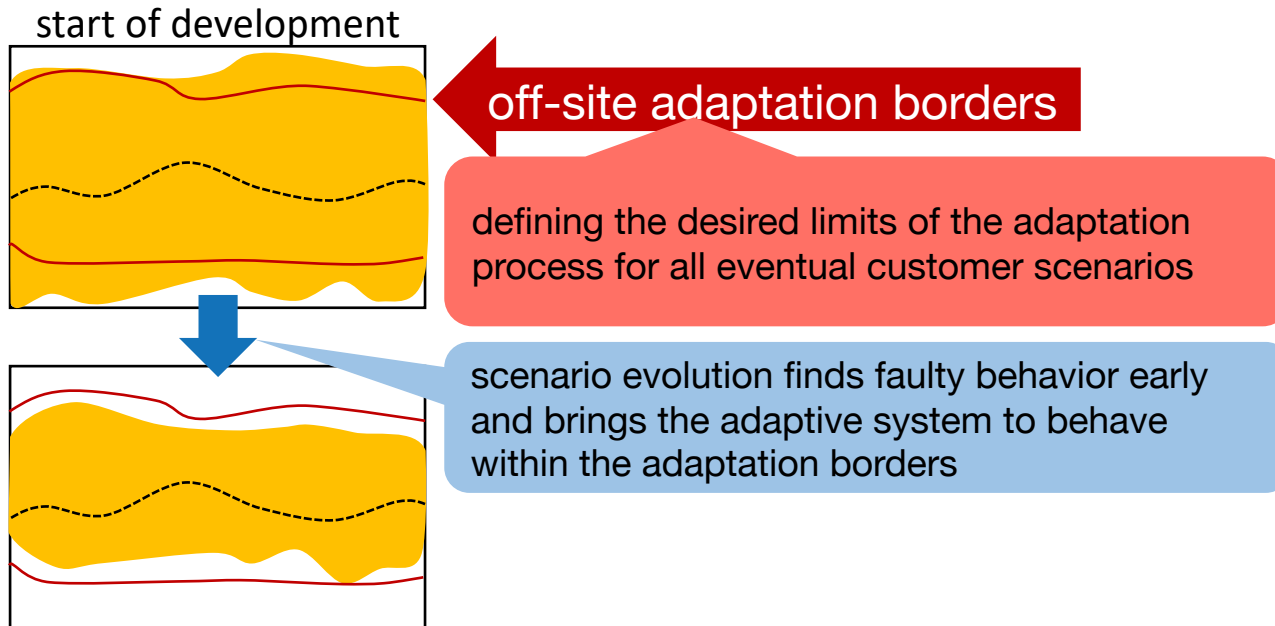 start of development
off-site adaptation borders
defining the desired limits of the adaptation
process for all eventual customer scenarios
scenario evolution finds faulty behavior early
and brings the adaptive system to behave
within the adaptation borders